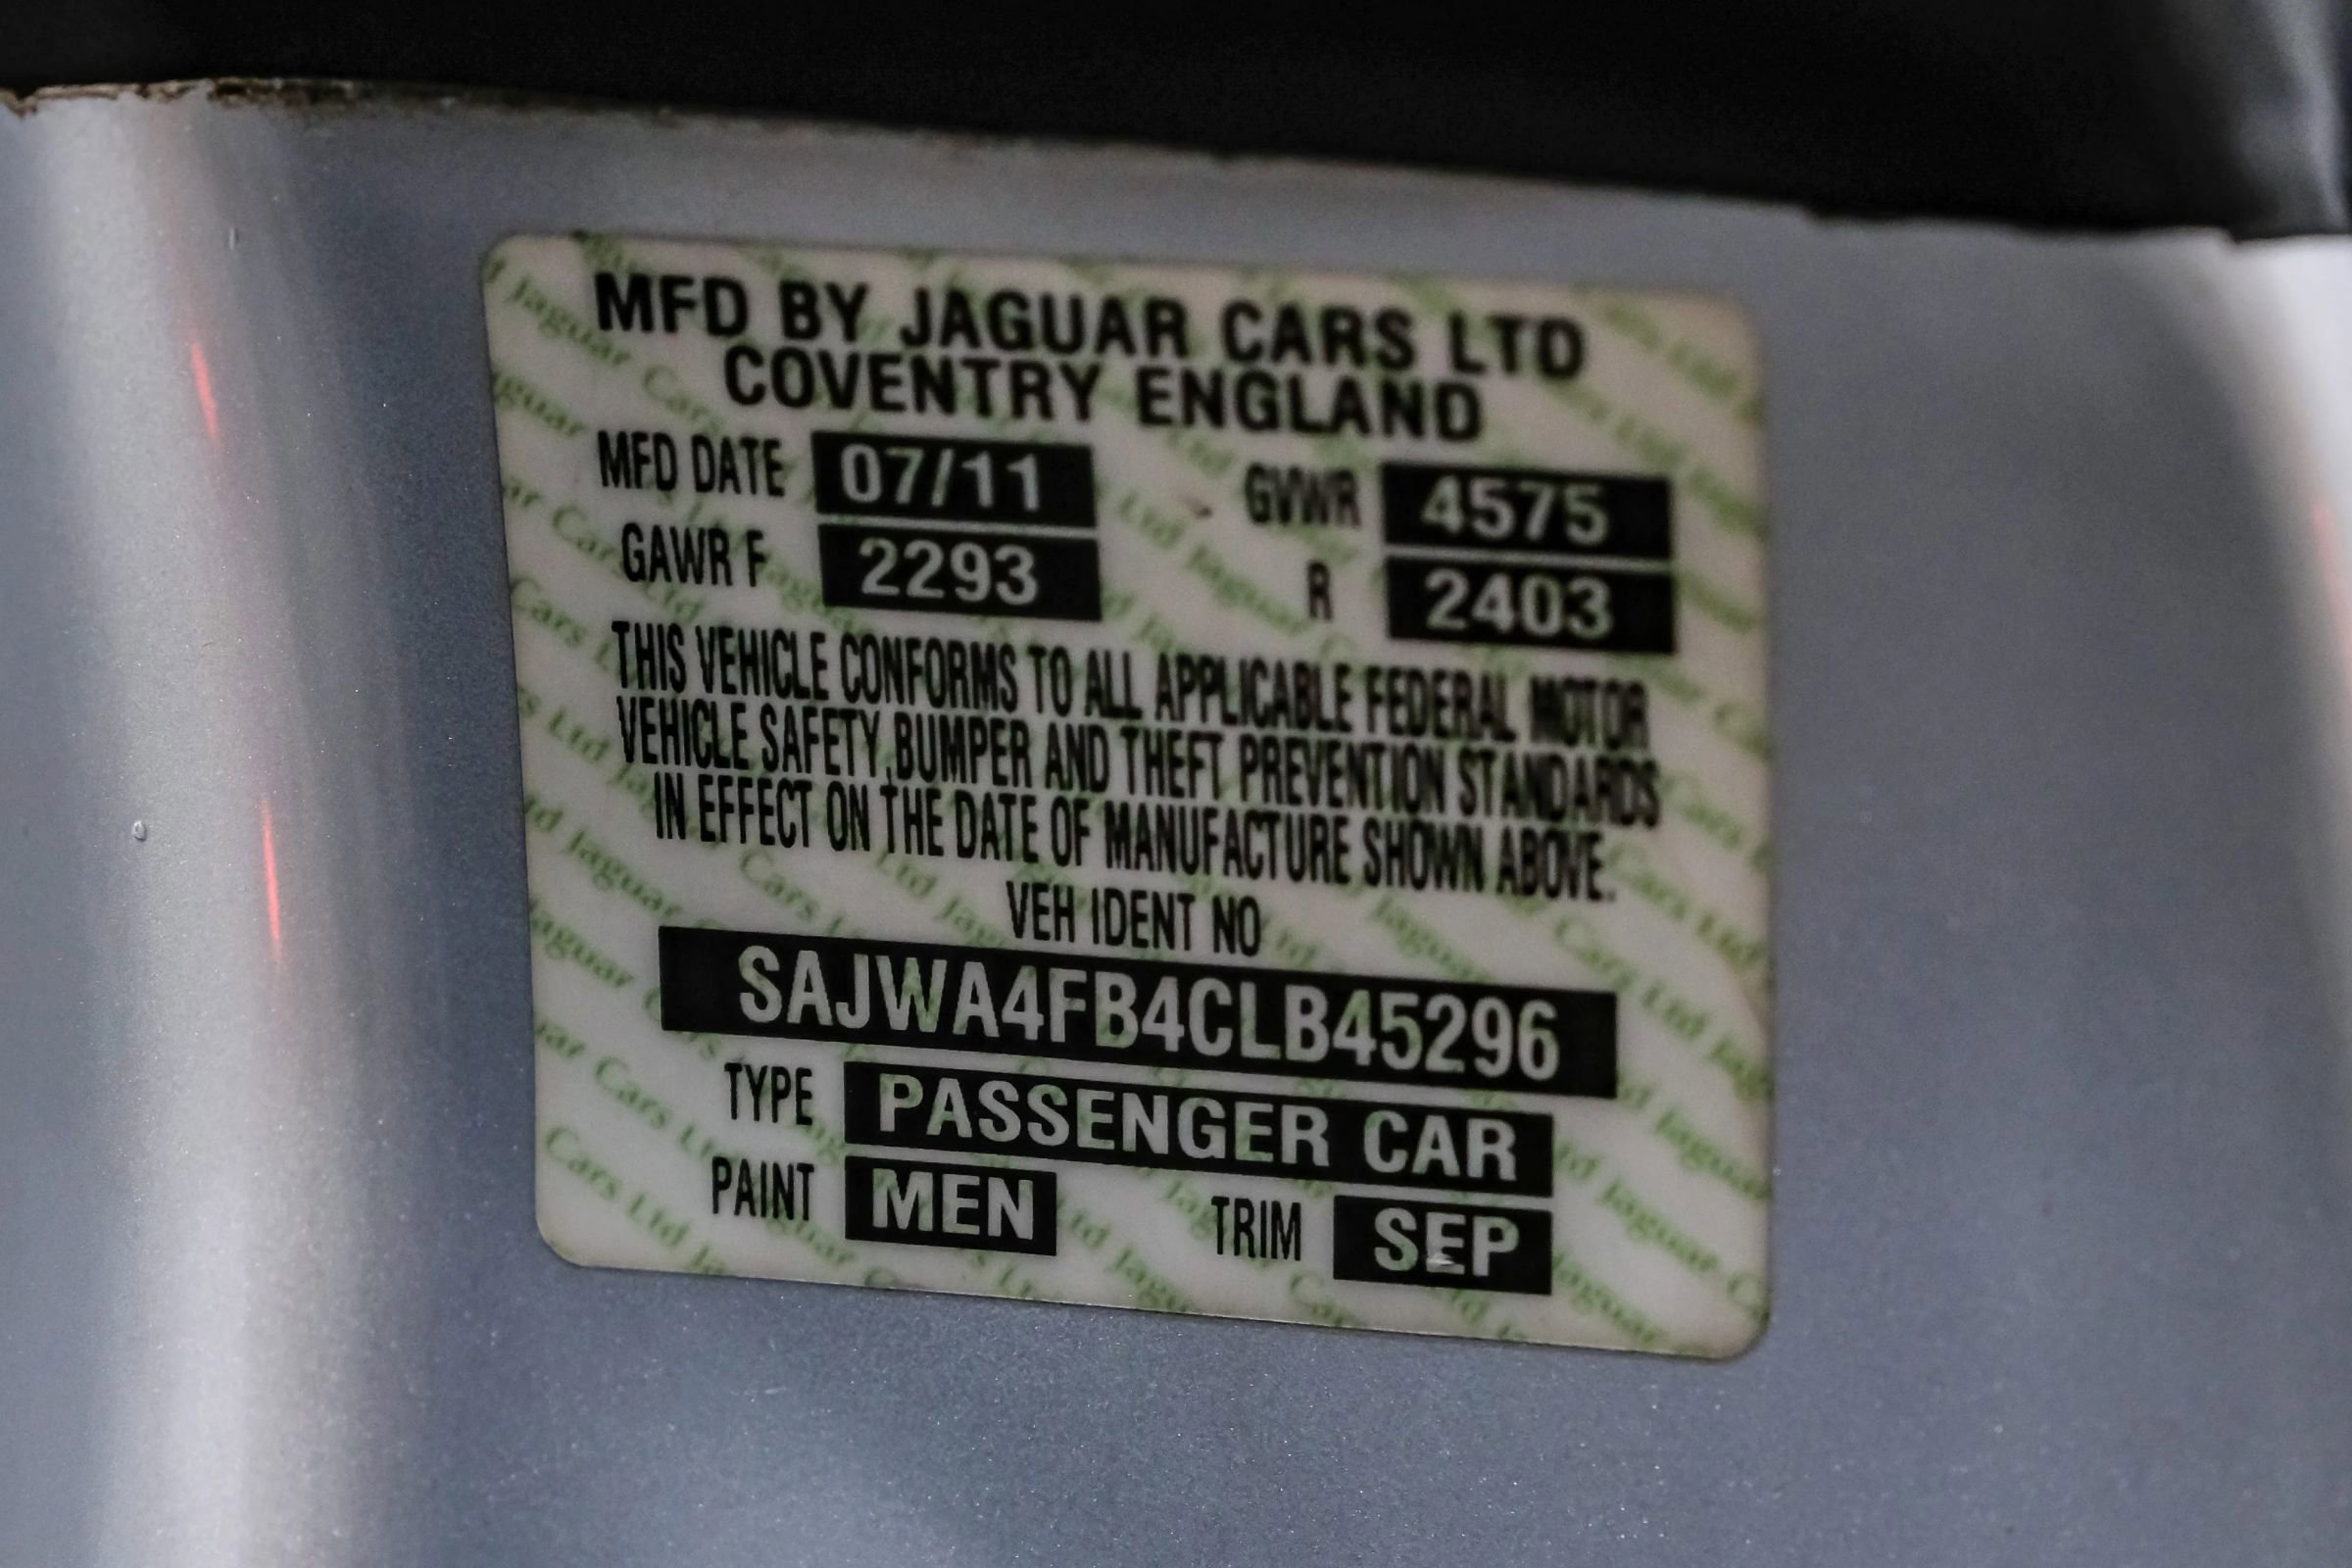 MFD BY JAGUAR CARS LTD
COVENTRY ENGLAND
MFD DATE 07/11 GVWR 4575
GAWR F 2293 R 2403
THIS VEHICLE CONFORMS TO ALL APPLICABLE FEDERAL MOTOR
VEHICLE SAFETY,BUMPER AND THEFT PREVENTION STANDARDS
IN EFFECT ON THE DATE OF MANUFACTURE SHOWN ABOVE.
VEH IDENT NO
SAJWA4FB4CLB45296
TYPE PASSENGER CAR
PAINT MEN TRIM SEP